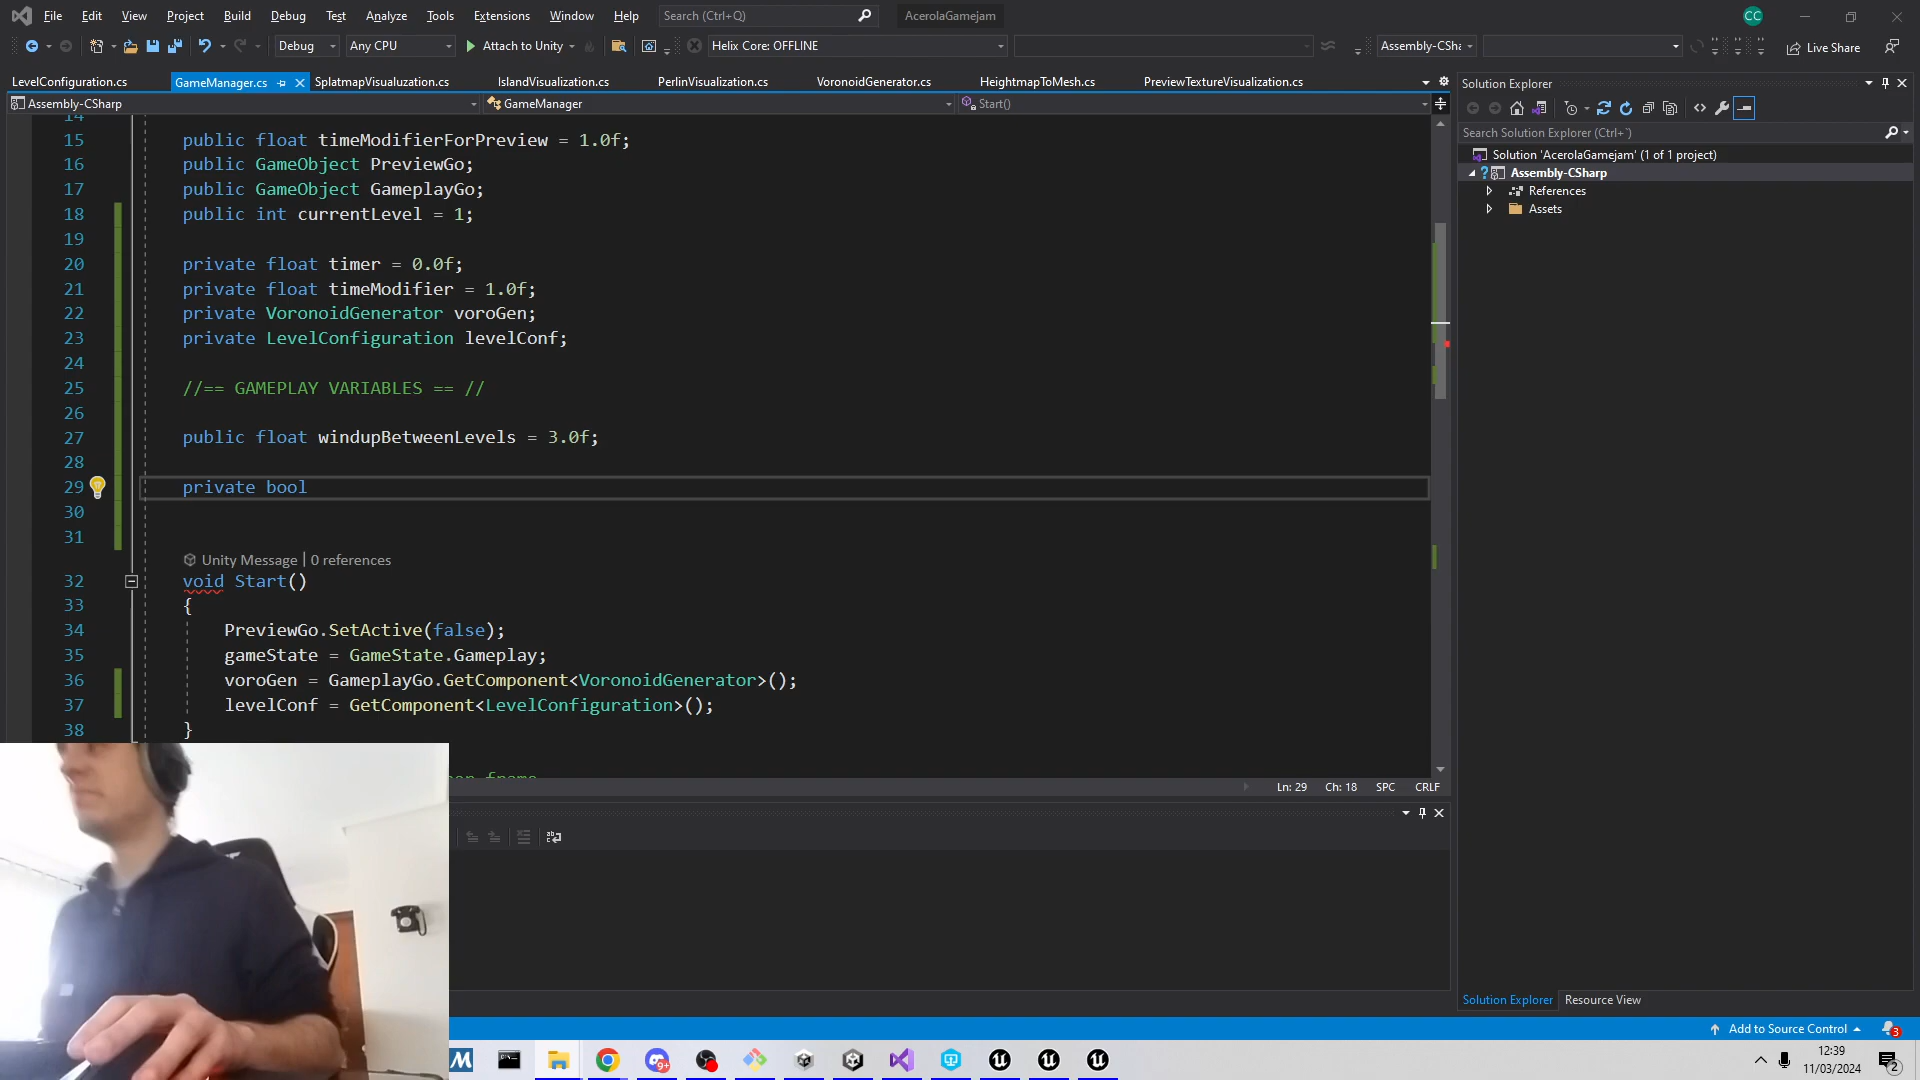 File Edit View Project Build Debug Test Analyze Tools Extensions Window Help Search (Ctrl+Q) AcerolaGamejam CC
Debug Any CPU Attach to Unity Helix Core: OFFLINE Assembly-CSha Live Share
LevelConfiguration.cs GameManager.cs SplatmapVisualuzation.cs IslandVisualization.cs PerlinVisualization.cs VoronoidGenerator.cs HeightmapToMesh.cs PreviewTextureVisualization.cs
Assembly-CSharp GameManager Start()
14
15 public float timeModifierForPreview = 1.0f;
16 public GameObject PreviewGo;
17 public GameObject GameplayGo;
18 public int currentLevel = 1;
19
20 private float timer = 0.0f;
21 private float timeModifier = 1.0f;
22 private VoronoidGenerator voroGen;
23 private LevelConfiguration levelConf;
24
25 //== GAMEPLAY VARIABLES == //
26
27 public float windupBetweenLevels = 3.0f;
28
29 private bool
30
31
Unity Message | 0 references
32 void Start()
33 {
34 PreviewGo.SetActive(false);
35 gameState = GameState.Gameplay;
36 voroGen = GameplayGo.GetComponent<VoronoidGenerator>();
37 levelConf = GetComponent<LevelConfiguration>();
38 }
Ln: 29 Ch: 18 SPC CRLF
Solution Explorer
Search Solution Explorer (Ctrl+¨)
Solution 'AcerolaGamejam' (1 of 1 project)
Assembly-CSharp
References
Assets
Solution Explorer Resource View
Add to Source Control 3
9+
12:39
11/03/2024
2